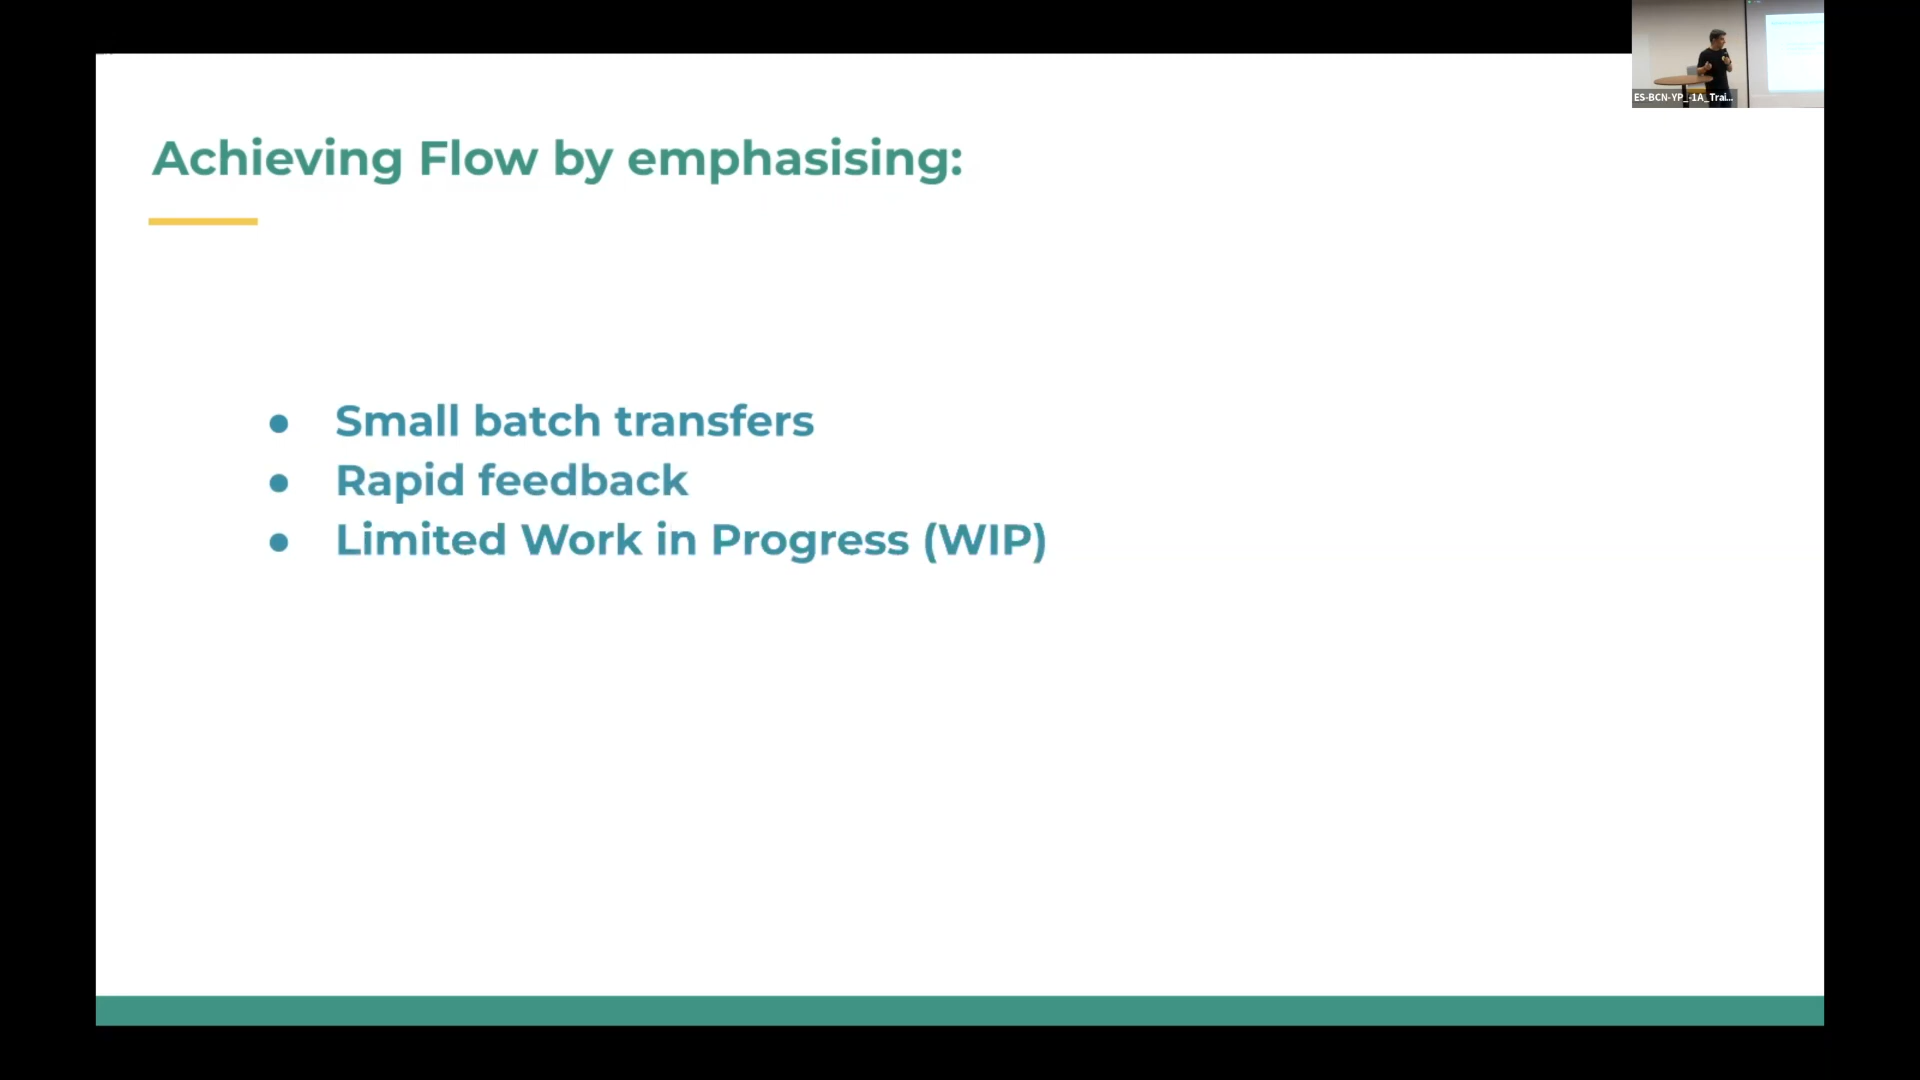 Achieving Flow by emphasising:
● Small batch transfers
● Rapid feedback
● Limited Work in Progress (WIP)
ES-BCN-YP_-1A_Trai...